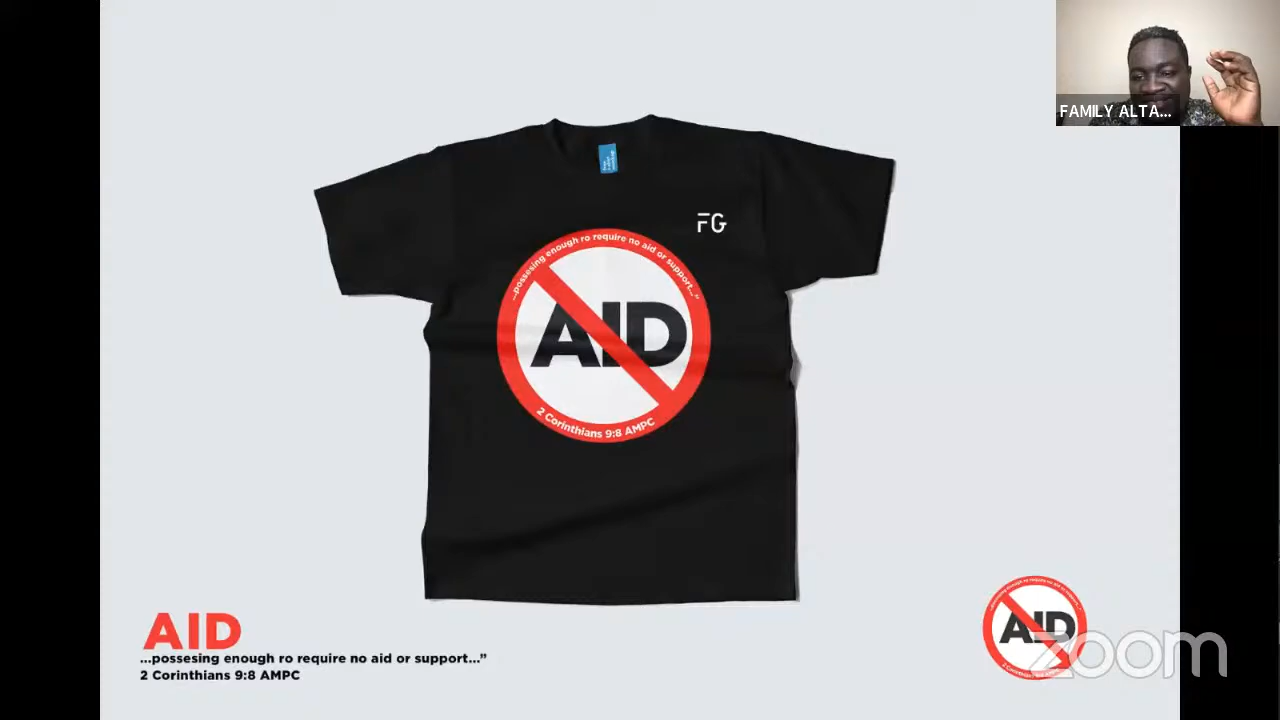 FAMILY ALTA...
FG
...possesing enough ro require no aid or support..."
AID
2 Corinthians 9:8 AMPC
AID
...possesing enough ro require no aid or support..."
2 Corinthians 9:8 AMPC
AID
zoom